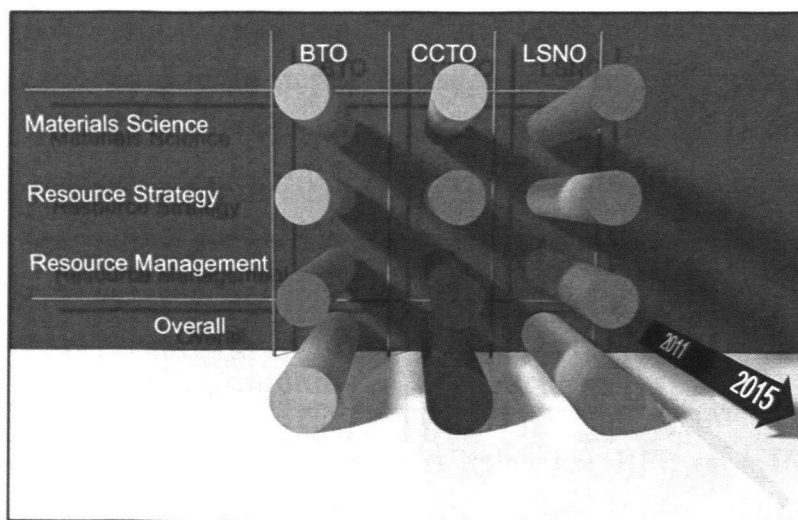 BTO CCTO LSNO
Materials Science
Resource Strategy
Resource Management
Overall
2011
2015